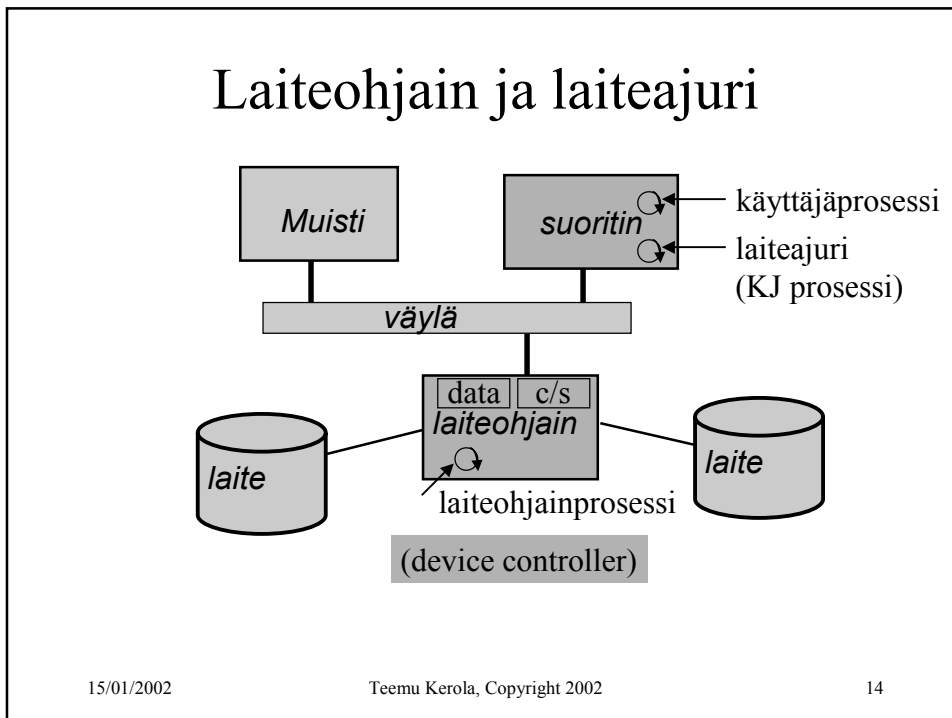 Laiteohjain ja laiteajuri
Muisti
suoritin
käyttäjäprosessi
laiteajuri
(KJ prosessi)
väylä
data c/s
laiteohjain
laite
laite
laiteohjainprosessi
(device controller)
15/01/2002 Teemu Kerola, Copyright 2002 14